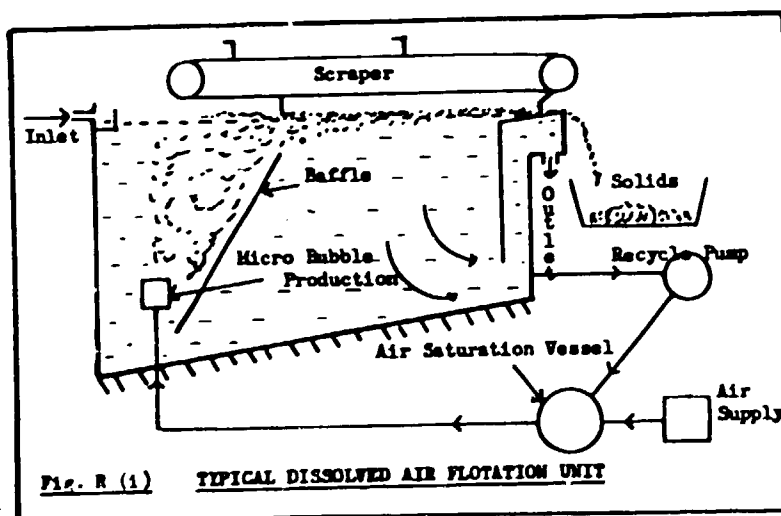 Scraper
Inlet
Baffle
Solids
Outlet
Micro Bubble
Production
Recycle Pump
Air Saturation Vessel
Air
Supply
Fig. R (i) TYPICAL DISSOLVED AIR FLOTATION UNIT